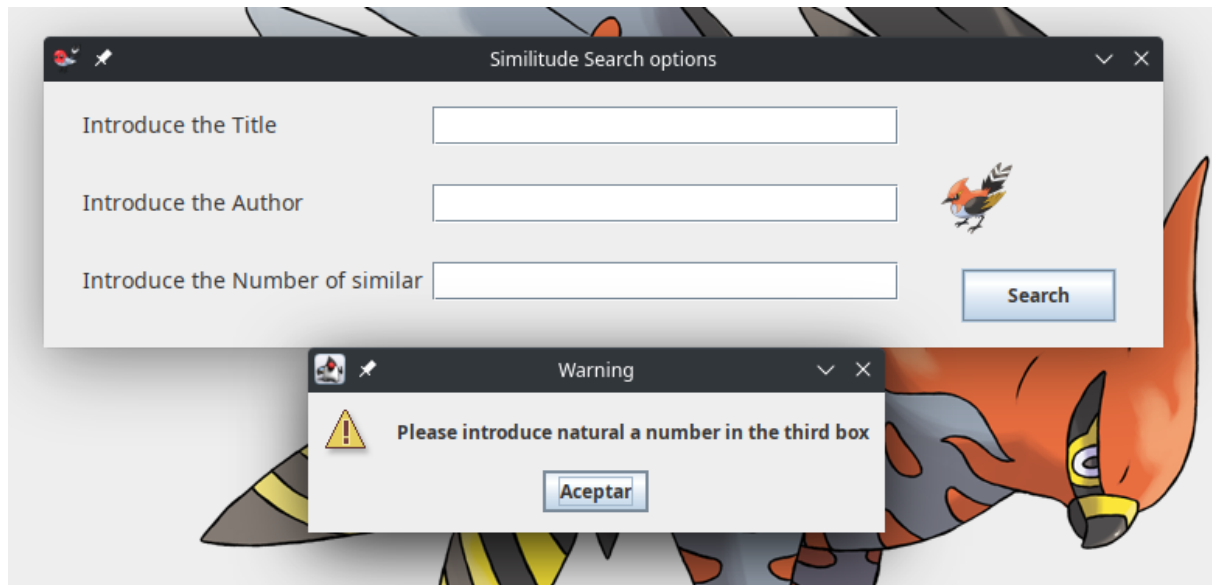 Similitude Search options
Introduce the Title
Introduce the Author
Introduce the Number of similar
Search
Warning
Please introduce natural a number in the third box
Aceptar